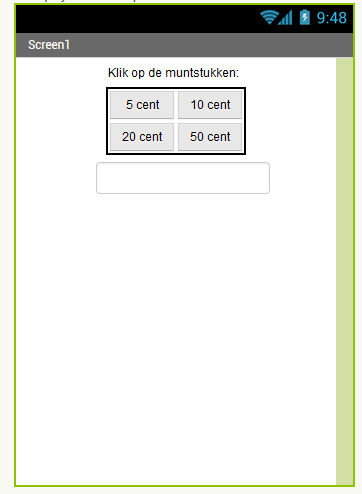 9:48
Screen1
Klik op de muntstukken:
5 cent 10 cent
20 cent 50 cent